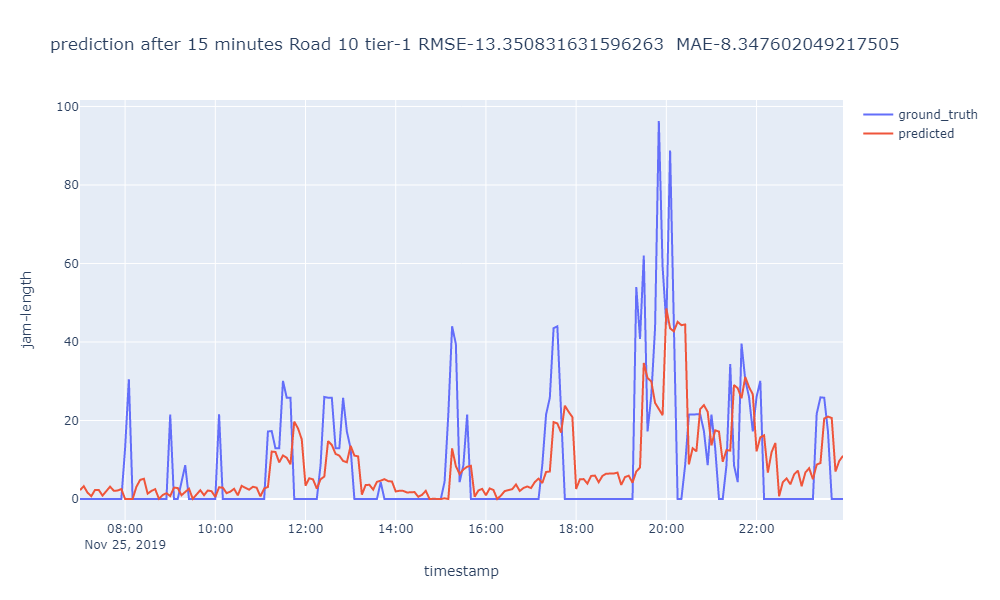 prediction after 15 minutes Road 10 tier-1 RMSE-13.350831631596263  MAE-8.347602049217505
ground_truth
predicted
jam-length
100
80
60
40
20
0
08:00 10:00 12:00 14:00 16:00 18:00 20:00 22:00
Nov 25, 2019
timestamp